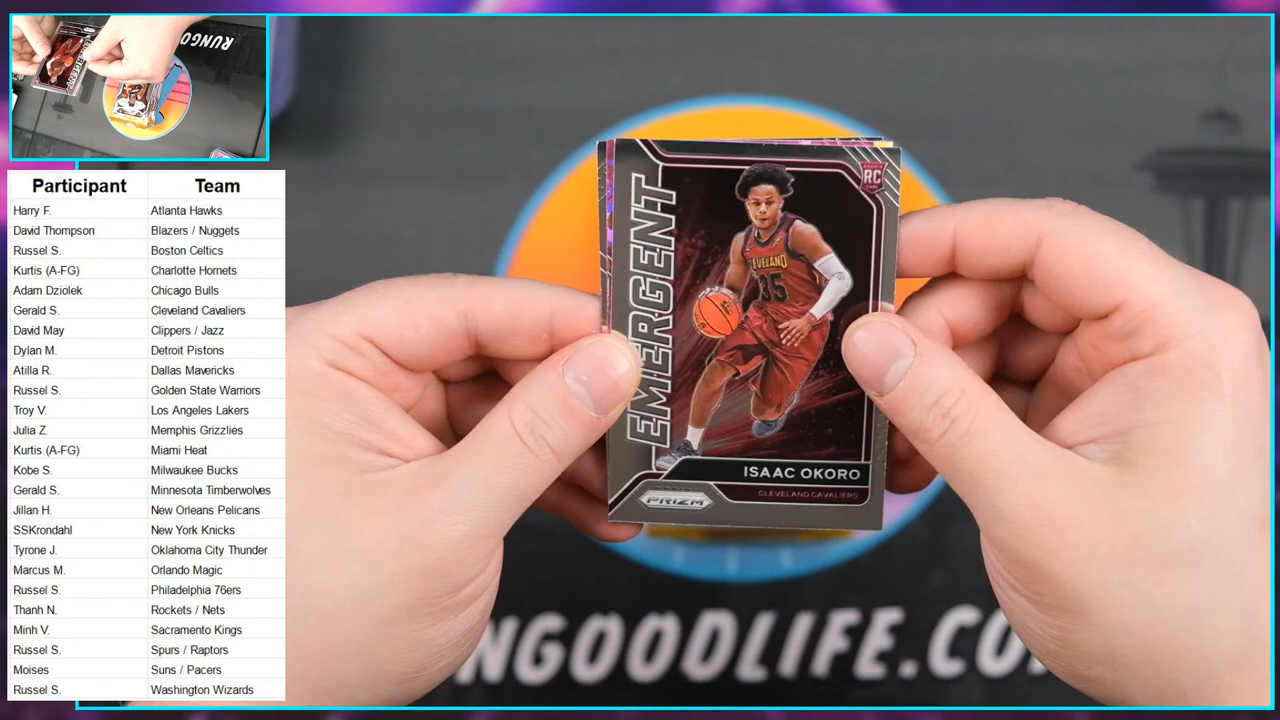 RUNGOOD
Participant Team
Harry F. Atlanta Hawks
David Thompson Blazers / Nuggets
Russel S. Boston Celtics
Kurtis (A-FG) Charlotte Hornets
Adam Dziolek Chicago Bulls
Gerald S. Cleveland Cavaliers
David May Clippers / Jazz
Dylan M. Detroit Pistons
Atilla R. Dallas Mavericks
Russel S. Golden State Warriors
Troy V. Los Angeles Lakers
Julia Z. Memphis Grizzlies
Kurtis (A-FG) Miami Heat
Kobe S. Milwaukee Bucks
Gerald S. Minnesota Timberwolves
Jillan H. New Orleans Pelicans
SSKrondahl New York Knicks
Tyrone J. Oklahoma City Thunder
Marcus M. Orlando Magic
Russel S. Philadelphia 76ers
Thanh N. Rockets / Nets
Minh V. Sacramento Kings
Russel S. Spurs / Raptors
Moises Suns / Pacers
Russel S. Washington Wizards
EMERGENT
RC
CLEVELAND
35
ISAAC OKORO
CLEVELAND CAVALIERS
PRIZM
NGOODLIFE.CO